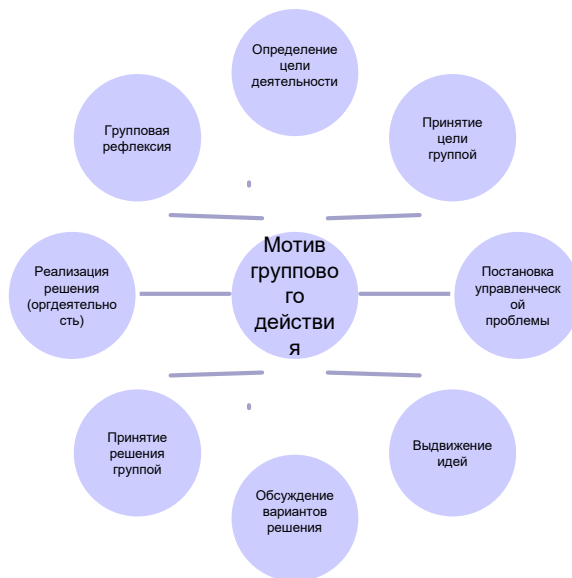 Определение
цели
деятельности
Принятие
цели
группой
Постановка
управленческ
ой
проблемы
Выдвижение
идей
Обсуждение
вариантов
решения
Принятие
решения
группой
Реализация
решения
(оргдеятельно
сть)
Групповая
рефлексия
Мотив
группово
го
действи
я